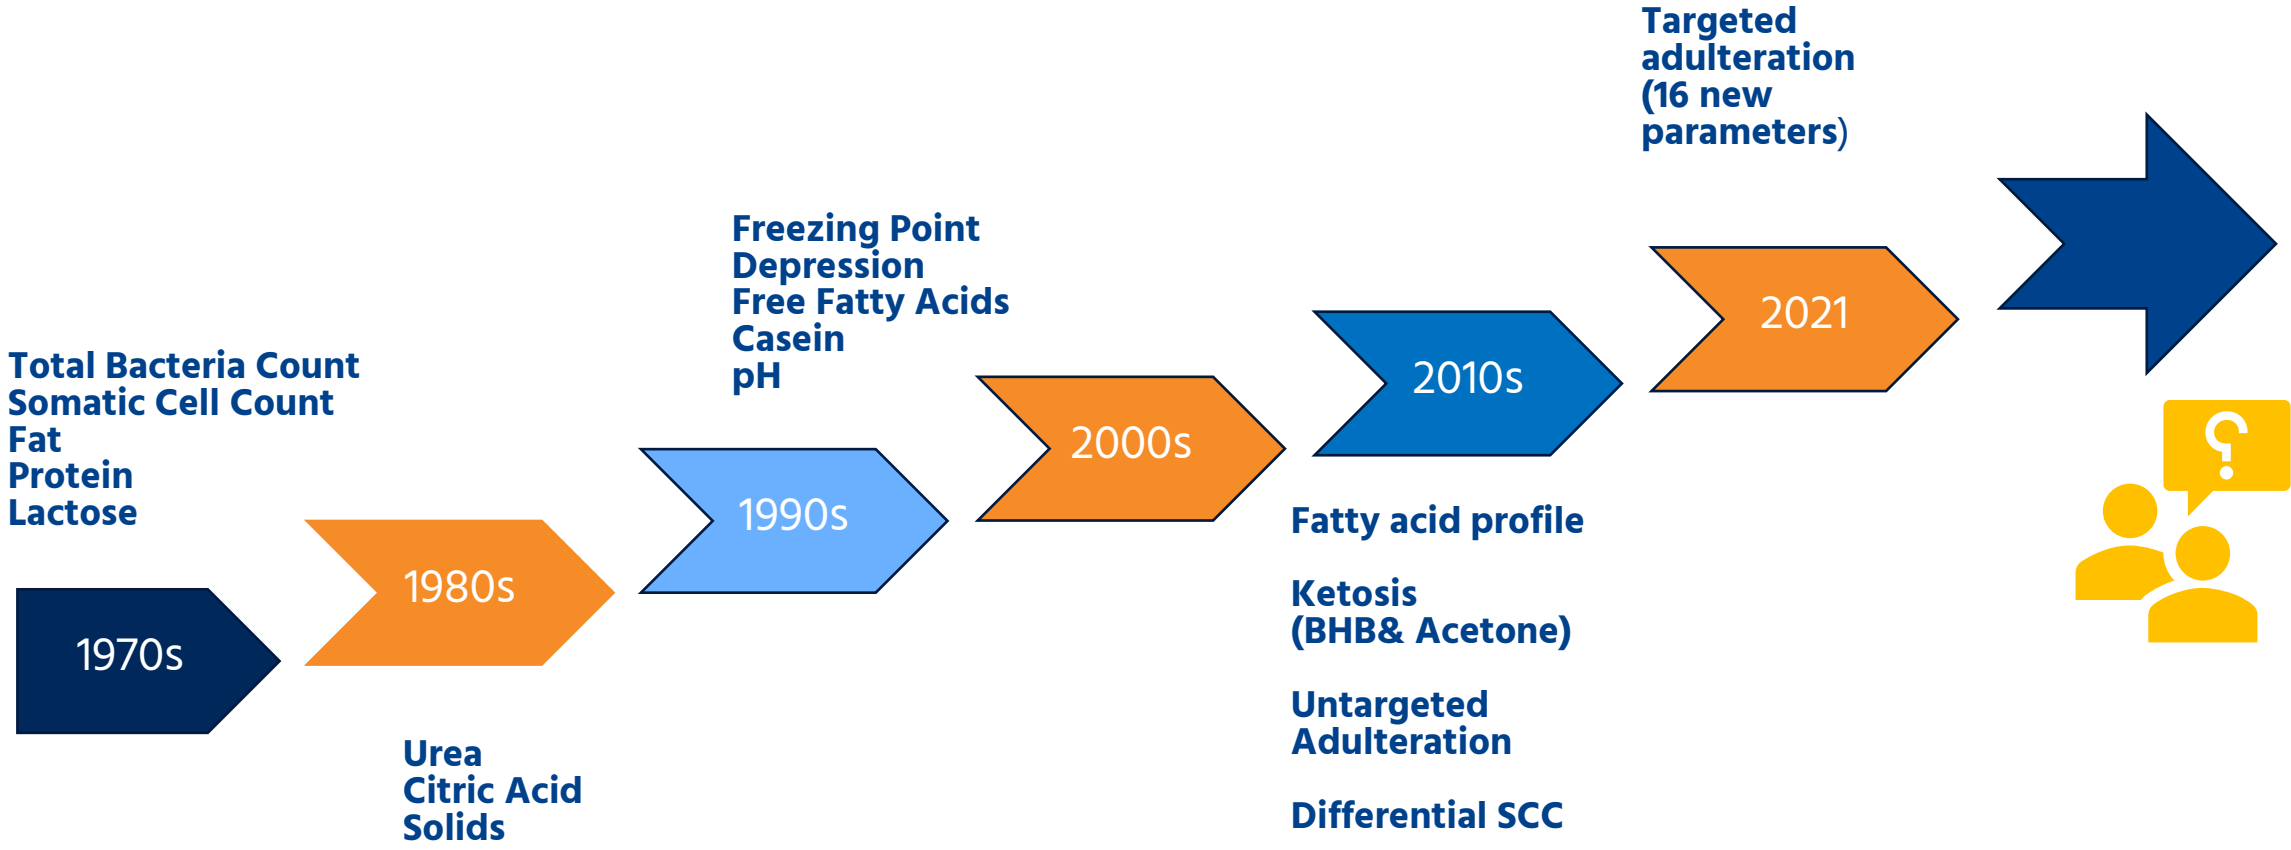 Total Bacteria Count
Somatic Cell Count
Fat
Protein
Lactose
1970s
1980s
Urea
Citric Acid
Solids
Freezing Point
Depression
Free Fatty Acids
Casein
pH
1990s
2000s
2010s
Fatty acid profile
Ketosis
(BHB& Acetone)
Untargeted
Adulteration
Differential SCC
Targeted
adulteration
(16 new
parameters)
2021
?